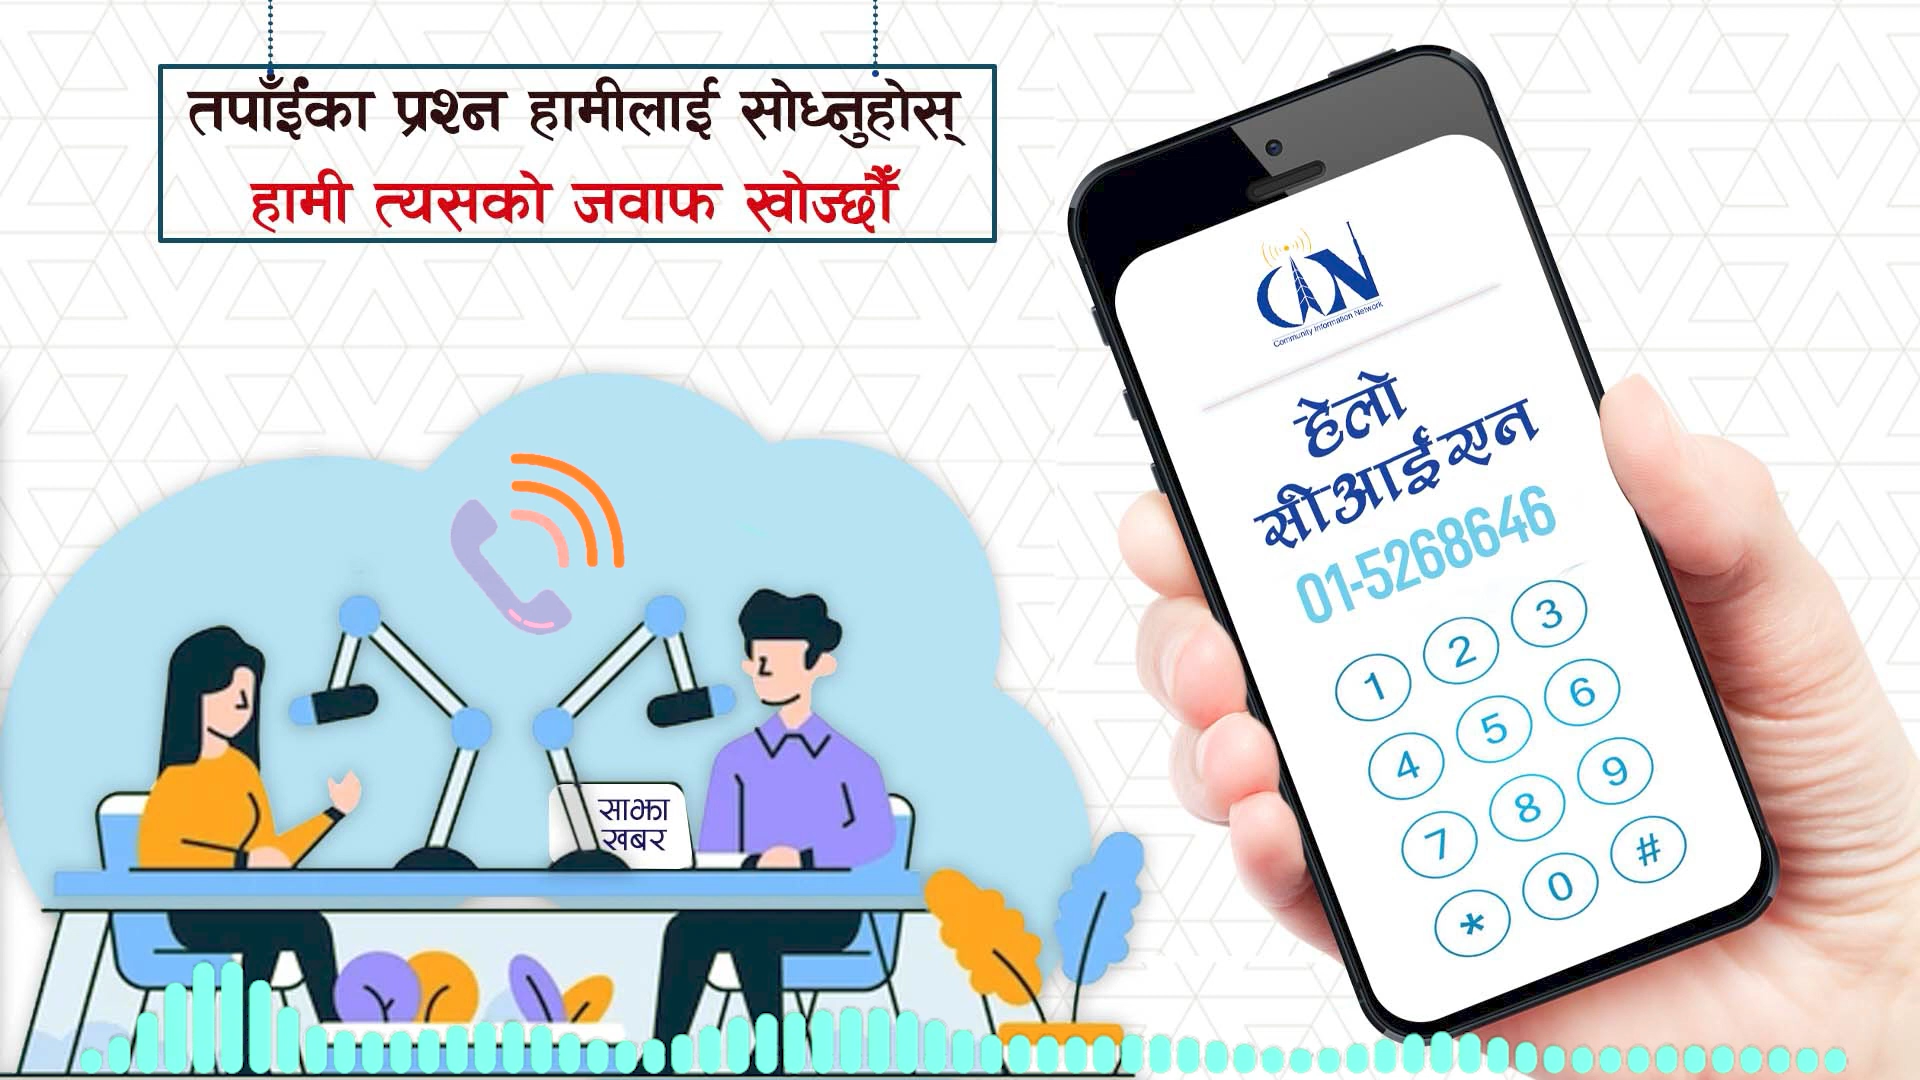 तपाँईंका प्रश्न हामीलाई सोध्नुहोस्
हामी त्यसको जवाफ खोज्छौँ
CIN
Community Information Network
हेलो
सीआईएन
01-5268646
1 2 3
4 5 6
7 8 9
* 0 #
साझा
खबर